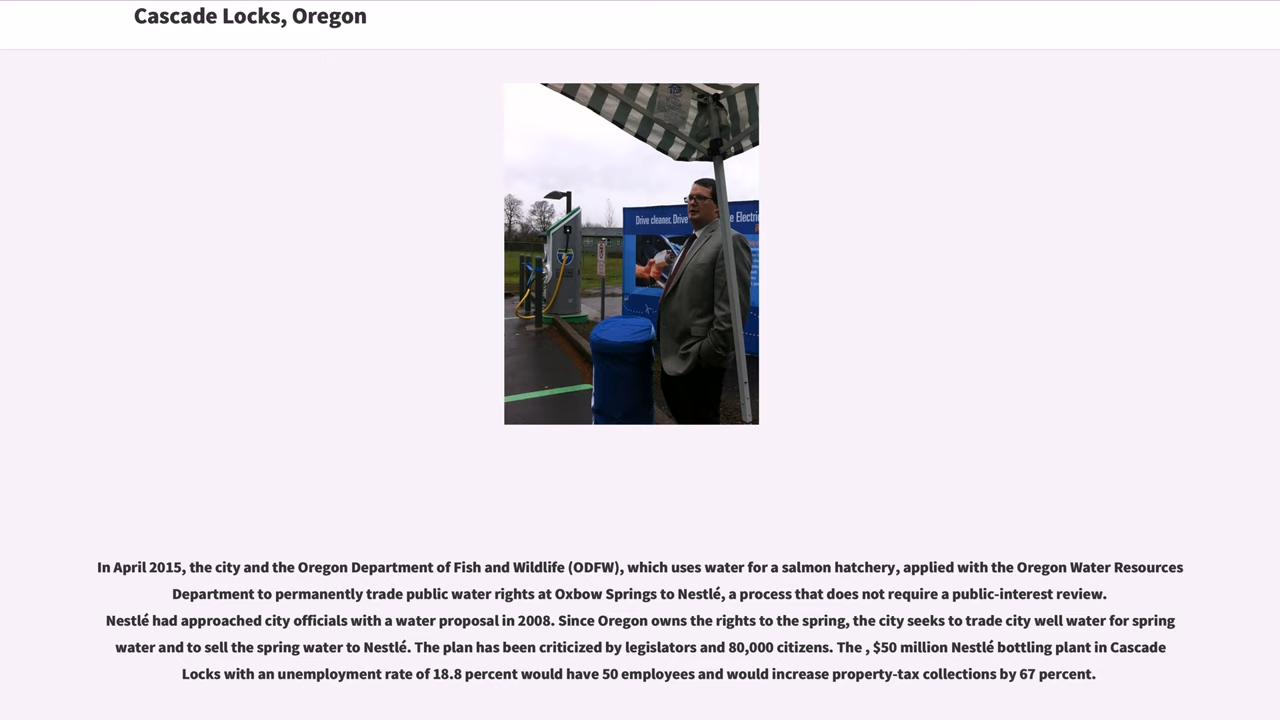 Cascade Locks, Oregon
Drive cleaner. Drive
Electric
In April 2015, the city and the Oregon Department of Fish and Wildlife (ODFW), which uses water for a salmon hatchery, applied with the Oregon Water Resources
Department to permanently trade public water rights at Oxbow Springs to Nestlé, a process that does not require a public-interest review.
Nestlé had approached city officials with a water proposal in 2008. Since Oregon owns the rights to the spring, the city seeks to trade city well water for spring
water and to sell the spring water to Nestlé. The plan has been criticized by legislators and 80,000 citizens. The , $50 million Nestlé bottling plant in Cascade
Locks with an unemployment rate of 18.8 percent would have 50 employees and would increase property-tax collections by 67 percent.